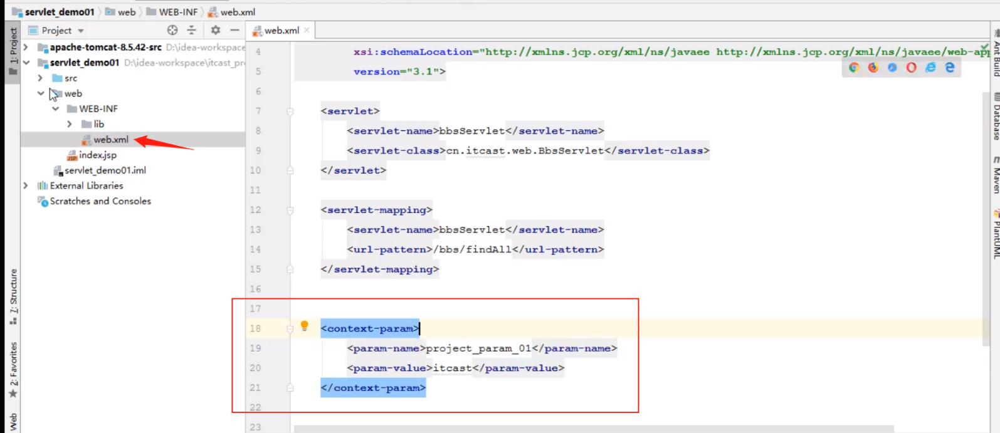 servlet_demo01 web WEB-INF web.xml
1: Project
Project
web.xml
apache-tomcat-8.5.42-src D:\idea-workspace
servlet_demo01 D:\idea-workspace\itcast_pr
src
web
WEB-INF
lib
web.xml
index.jsp
servlet_demo01.iml
External Libraries
Scratches and Consoles
7: Structure
2: Favorites
Web
4 xsi:schemaLocation="http://xmlns.jcp.org/xml/ns/javaee http://xmlns.jcp.org/xml/ns/javaee/web-app
5 version="3.1">
6
7 <servlet>
8 <servlet-name>bbsServlet</servlet-name>
9 <servlet-class>cn.itcast.web.BbsServlet</servlet-class>
10 </servlet>
11
12 <servlet-mapping>
13 <servlet-name>bbsServlet</servlet-name>
14 <url-pattern>/bbs/findAll</url-pattern>
15 </servlet-mapping>
16
17
18 <context-param>
19 <param-name>project_param_01</param-name>
20 <param-value>itcast</param-value>
21 </context-param>
22
23
Ant Build
Database
Maven
PlantUML